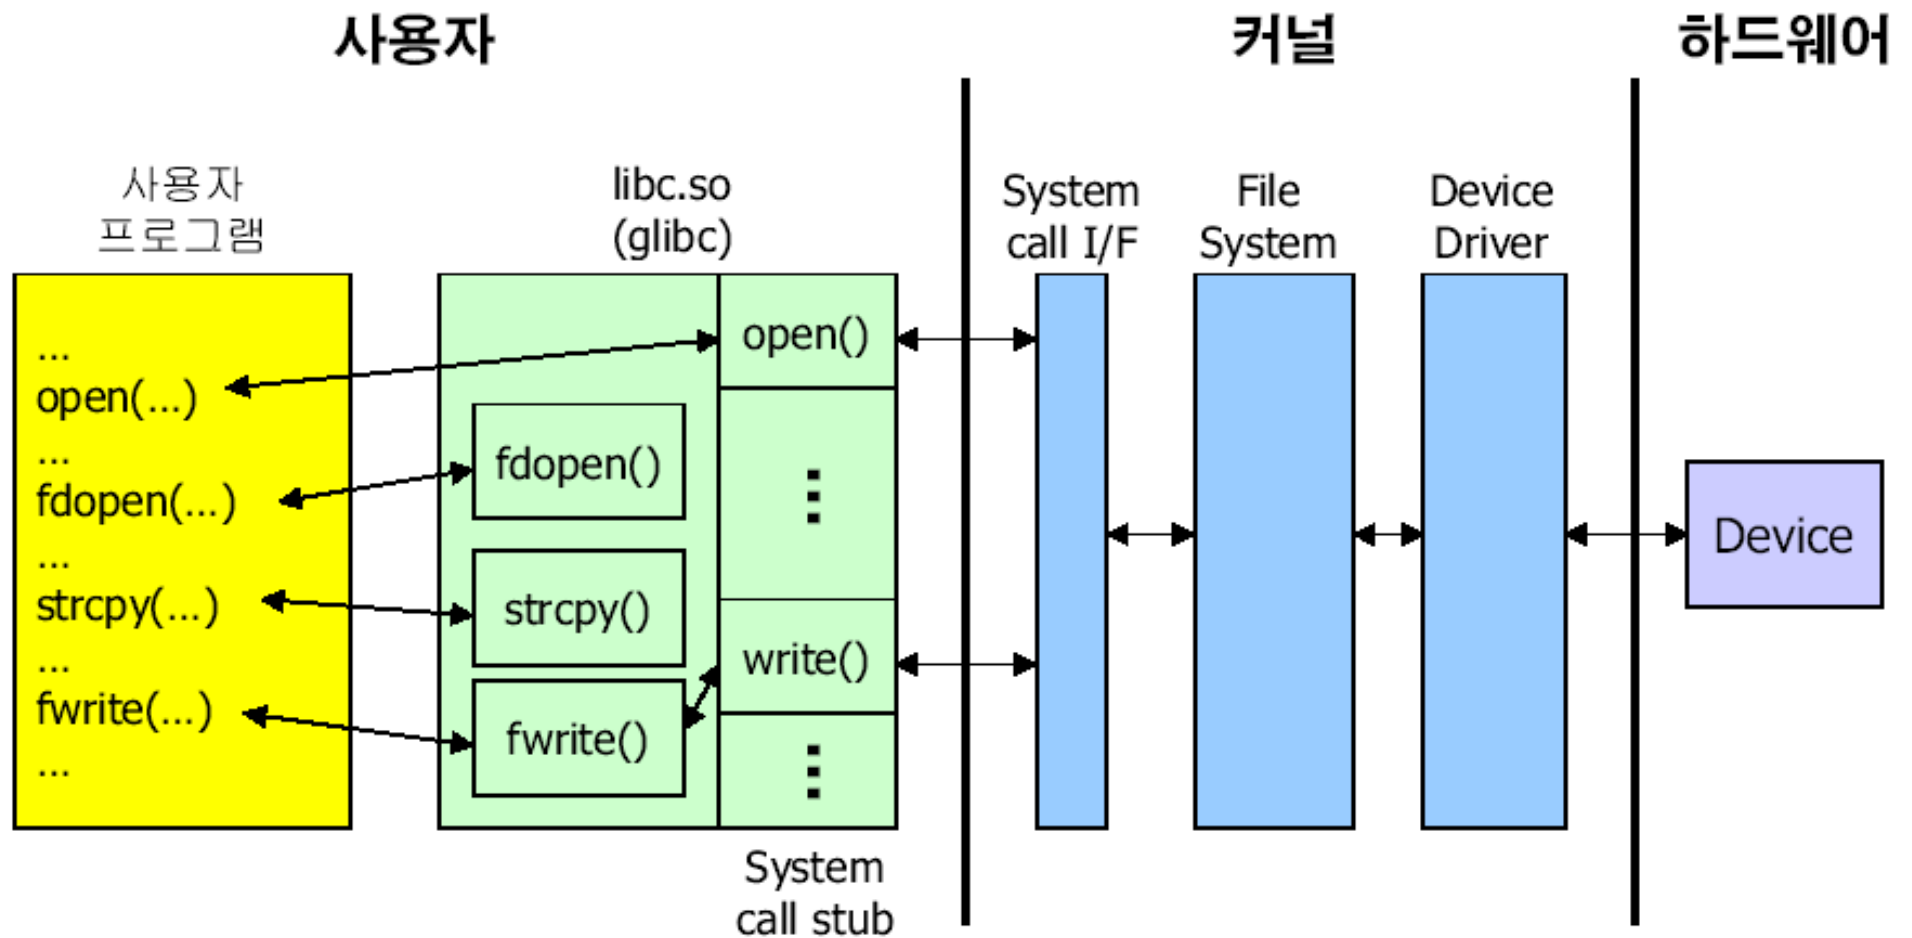 사용자
커널
하드웨어
사용자
프로그램
libc.so
(glibc)
System
call I/F
File
System
Device
Driver
...
open(...)
...
fdopen(...)
...
strcpy(...)
...
fwrite(...)
...
fdopen()
strcpy()
fwrite()
open()
⋮
write()
⋮
System
call stub
Device